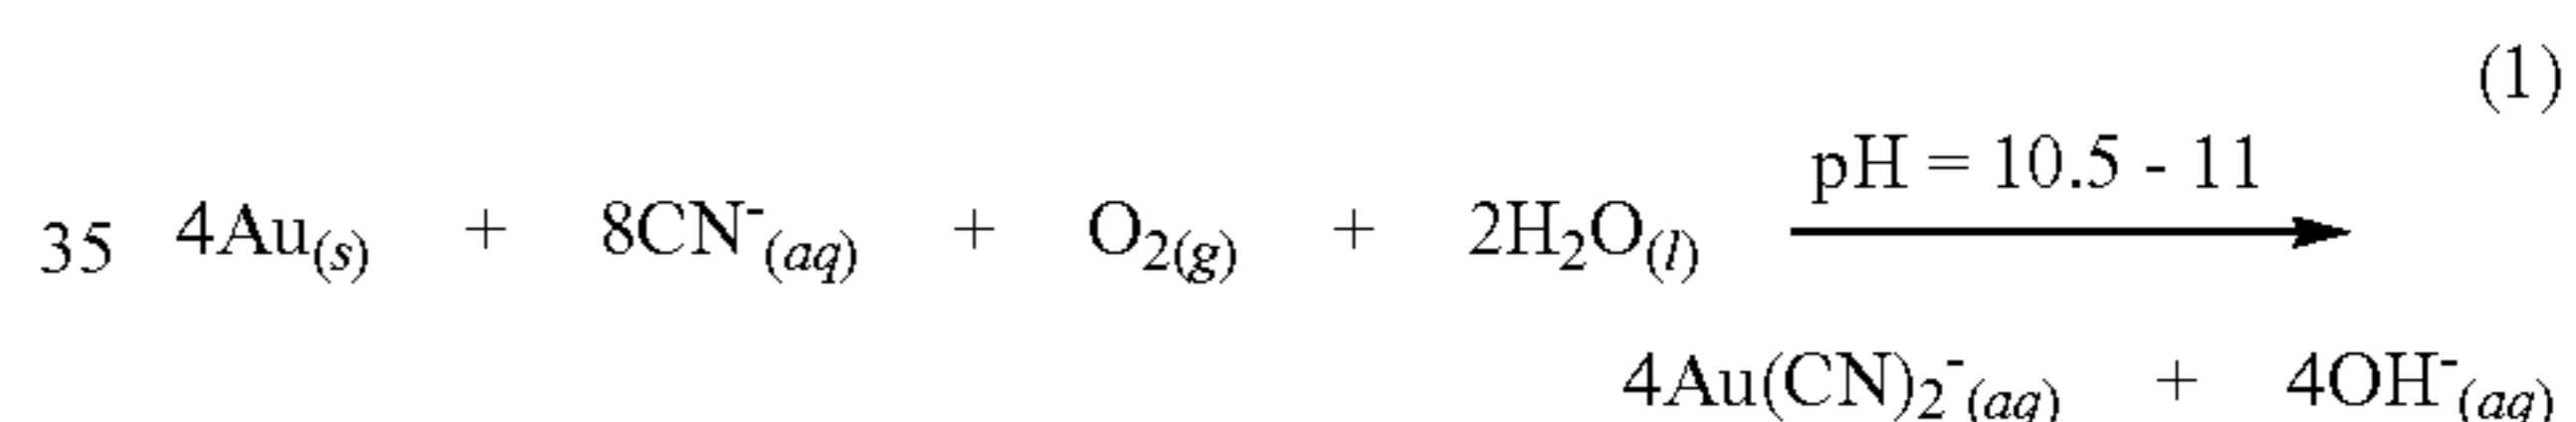 (1)
pH = 10.5 - 11
35 4Au(s) + 8CN-(aq) + O2(g) + 2H2O(l)
4Au(CN)2-(aq) + 4OH-(aq)